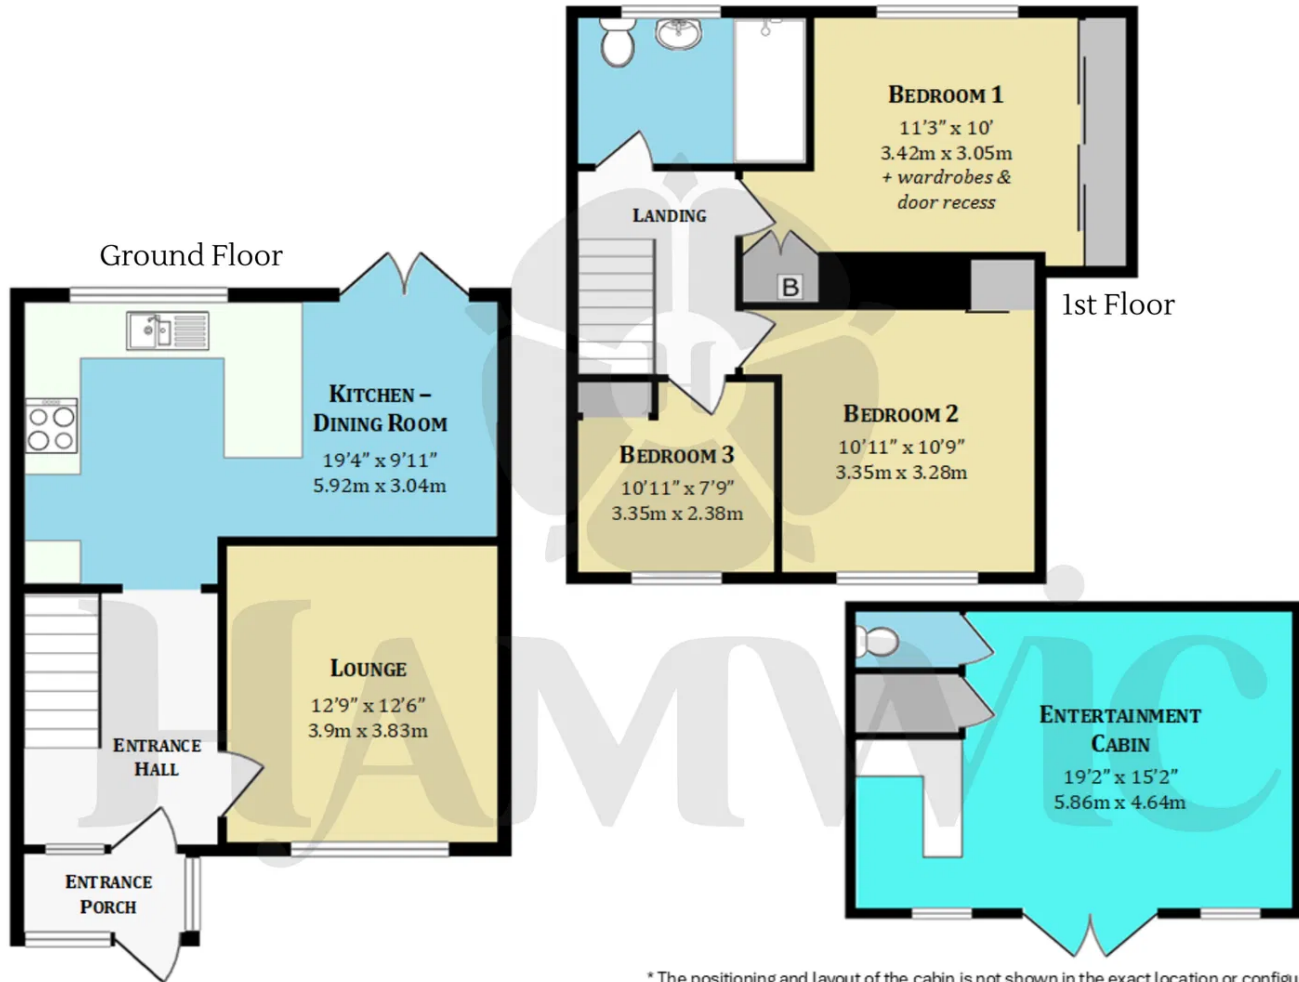 Ground Floor
KITCHEN –
DINING ROOM
19'4" x 9'11"
5.92m x 3.04m
LOUNGE
12'9" x 12'6"
3.9m x 3.83m
ENTRANCE
HALL
ENTRANCE
PORCH
1st Floor
BEDROOM 1
11'3" x 10'
3.42m x 3.05m
+ wardrobes &
door recess
LANDING
B
BEDROOM 2
10'11" x 10'9"
3.35m x 3.28m
BEDROOM 3
10'11" x 7'9"
3.35m x 2.38m
ENTERTAINMENT
CABIN
19'2" x 15'2"
5.86m x 4.64m
HAMWIC
H
* The positioning and layout of the cabin is not shown in the exact location or configu